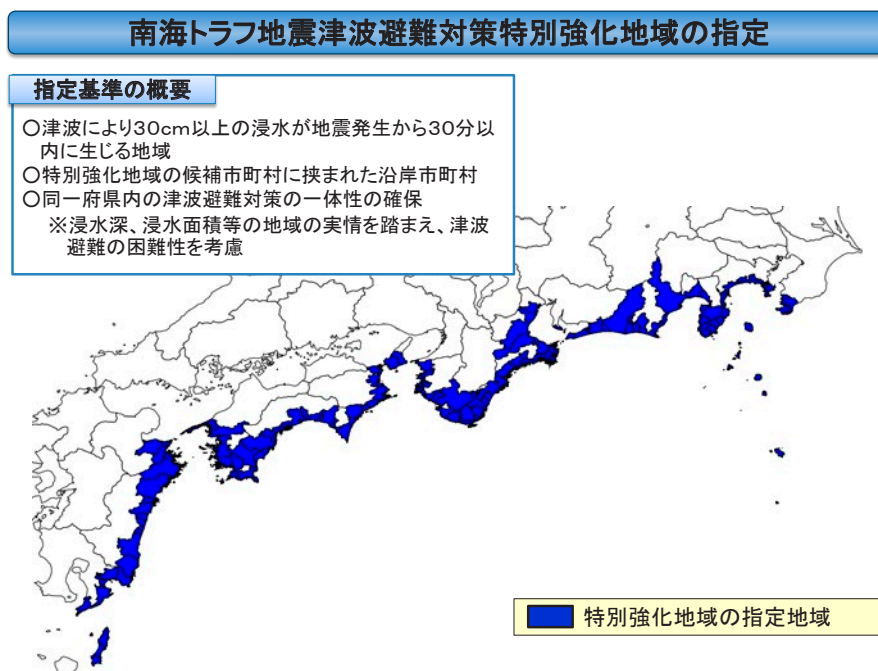 南海トラフ地震津波避難対策特別強化地域の指定
指定基準の概要
○津波により30cm以上の浸水が地震発生から30分以
内に生じる地域
○特別強化地域の候補市町村に挟まれた沿岸市町村
○同一府県内の津波避難対策の一体性の確保
※浸水深、浸水面積等の地域の実情を踏まえ、津波
避難の困難性を考慮
特別強化地域の指定地域